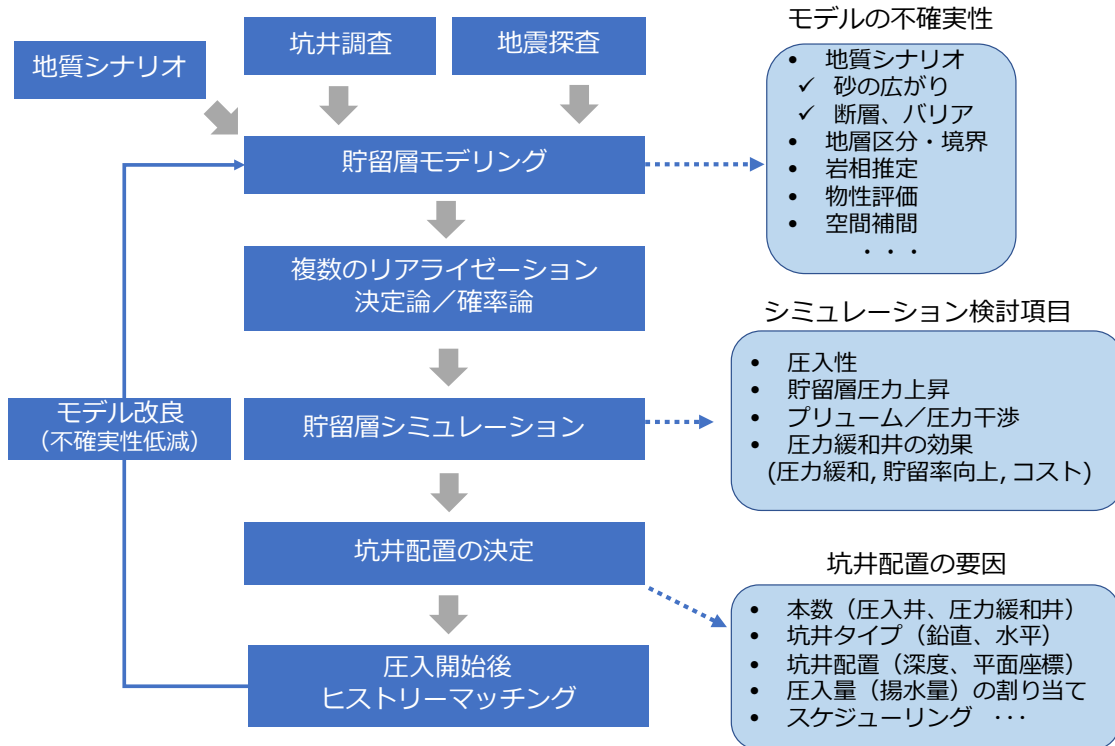 地質シナリオ
坑井調査
地震探査
貯留層モデリング
複数のリアライゼーション
決定論／確率論
貯留層シミュレーション
坑井配置の決定
圧入開始後
ヒストリーマッチング
モデル改良
（不確実性低減）
モデルの不確実性
• 地質シナリオ
✓ 砂の広がり
✓ 断層、バリア
• 地層区分・境界
• 岩相推定
• 物性評価
• 空間補間
・・・
シミュレーション検討項目
• 圧入性
• 貯留層圧力上昇
• プリューム／圧力干渉
• 圧力緩和井の効果
(圧力緩和, 貯留率向上, コスト)
坑井配置の要因
• 本数（圧入井、圧力緩和井）
• 坑井タイプ（鉛直、水平）
• 坑井配置（深度、平面座標）
• 圧入量（揚水量）の割り当て
• スケジューリング ・・・